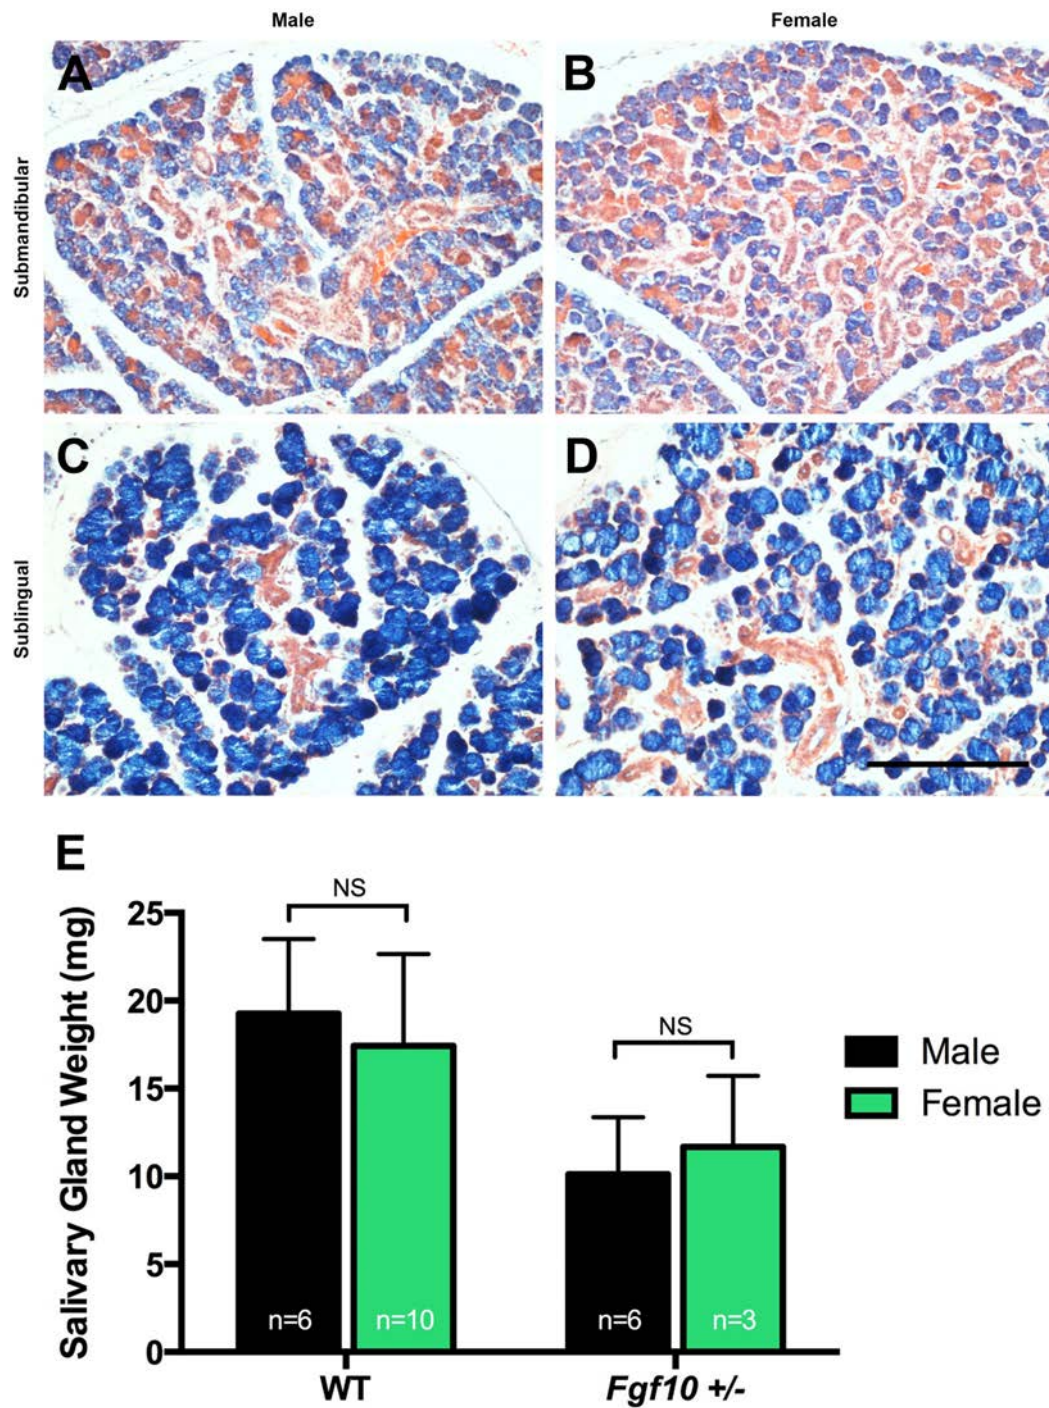 Male Female
A B
Submandibular
C D
Sublingual
E
NS
NS
Salivary Gland Weight (mg)
25
20
15
10
5
0
n=6 n=10 n=6 n=3
WT Fgf10 +/-
Male
Female